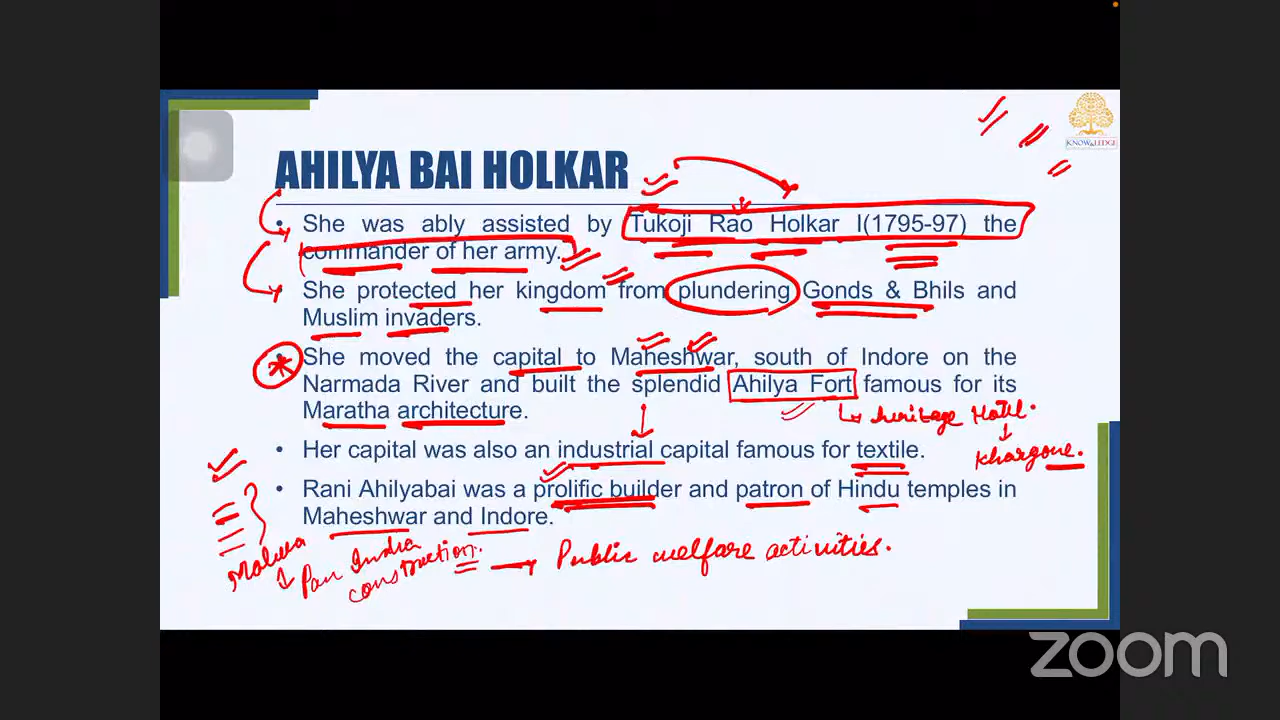 KNOWLEDGE
AHILYA BAI HOLKAR
• She was ably assisted by Tukoji Rao Holkar I(1795-97) the
commander of her army.
She protected her kingdom from plundering Gonds & Bhils and
Muslim invaders.
She moved the capital to Maheshwar, south of Indore on the
Narmada River and built the splendid Ahilya Fort famous for its
Maratha architecture.
heritage Hotel.
Khargone.
• Her capital was also an industrial capital famous for textile.
• Rani Ahilyabai was a prolific builder and patron of Hindu temples in
Maheshwar and Indore.
Malwa
Pan India
construction. → Public welfare activities.
zoom